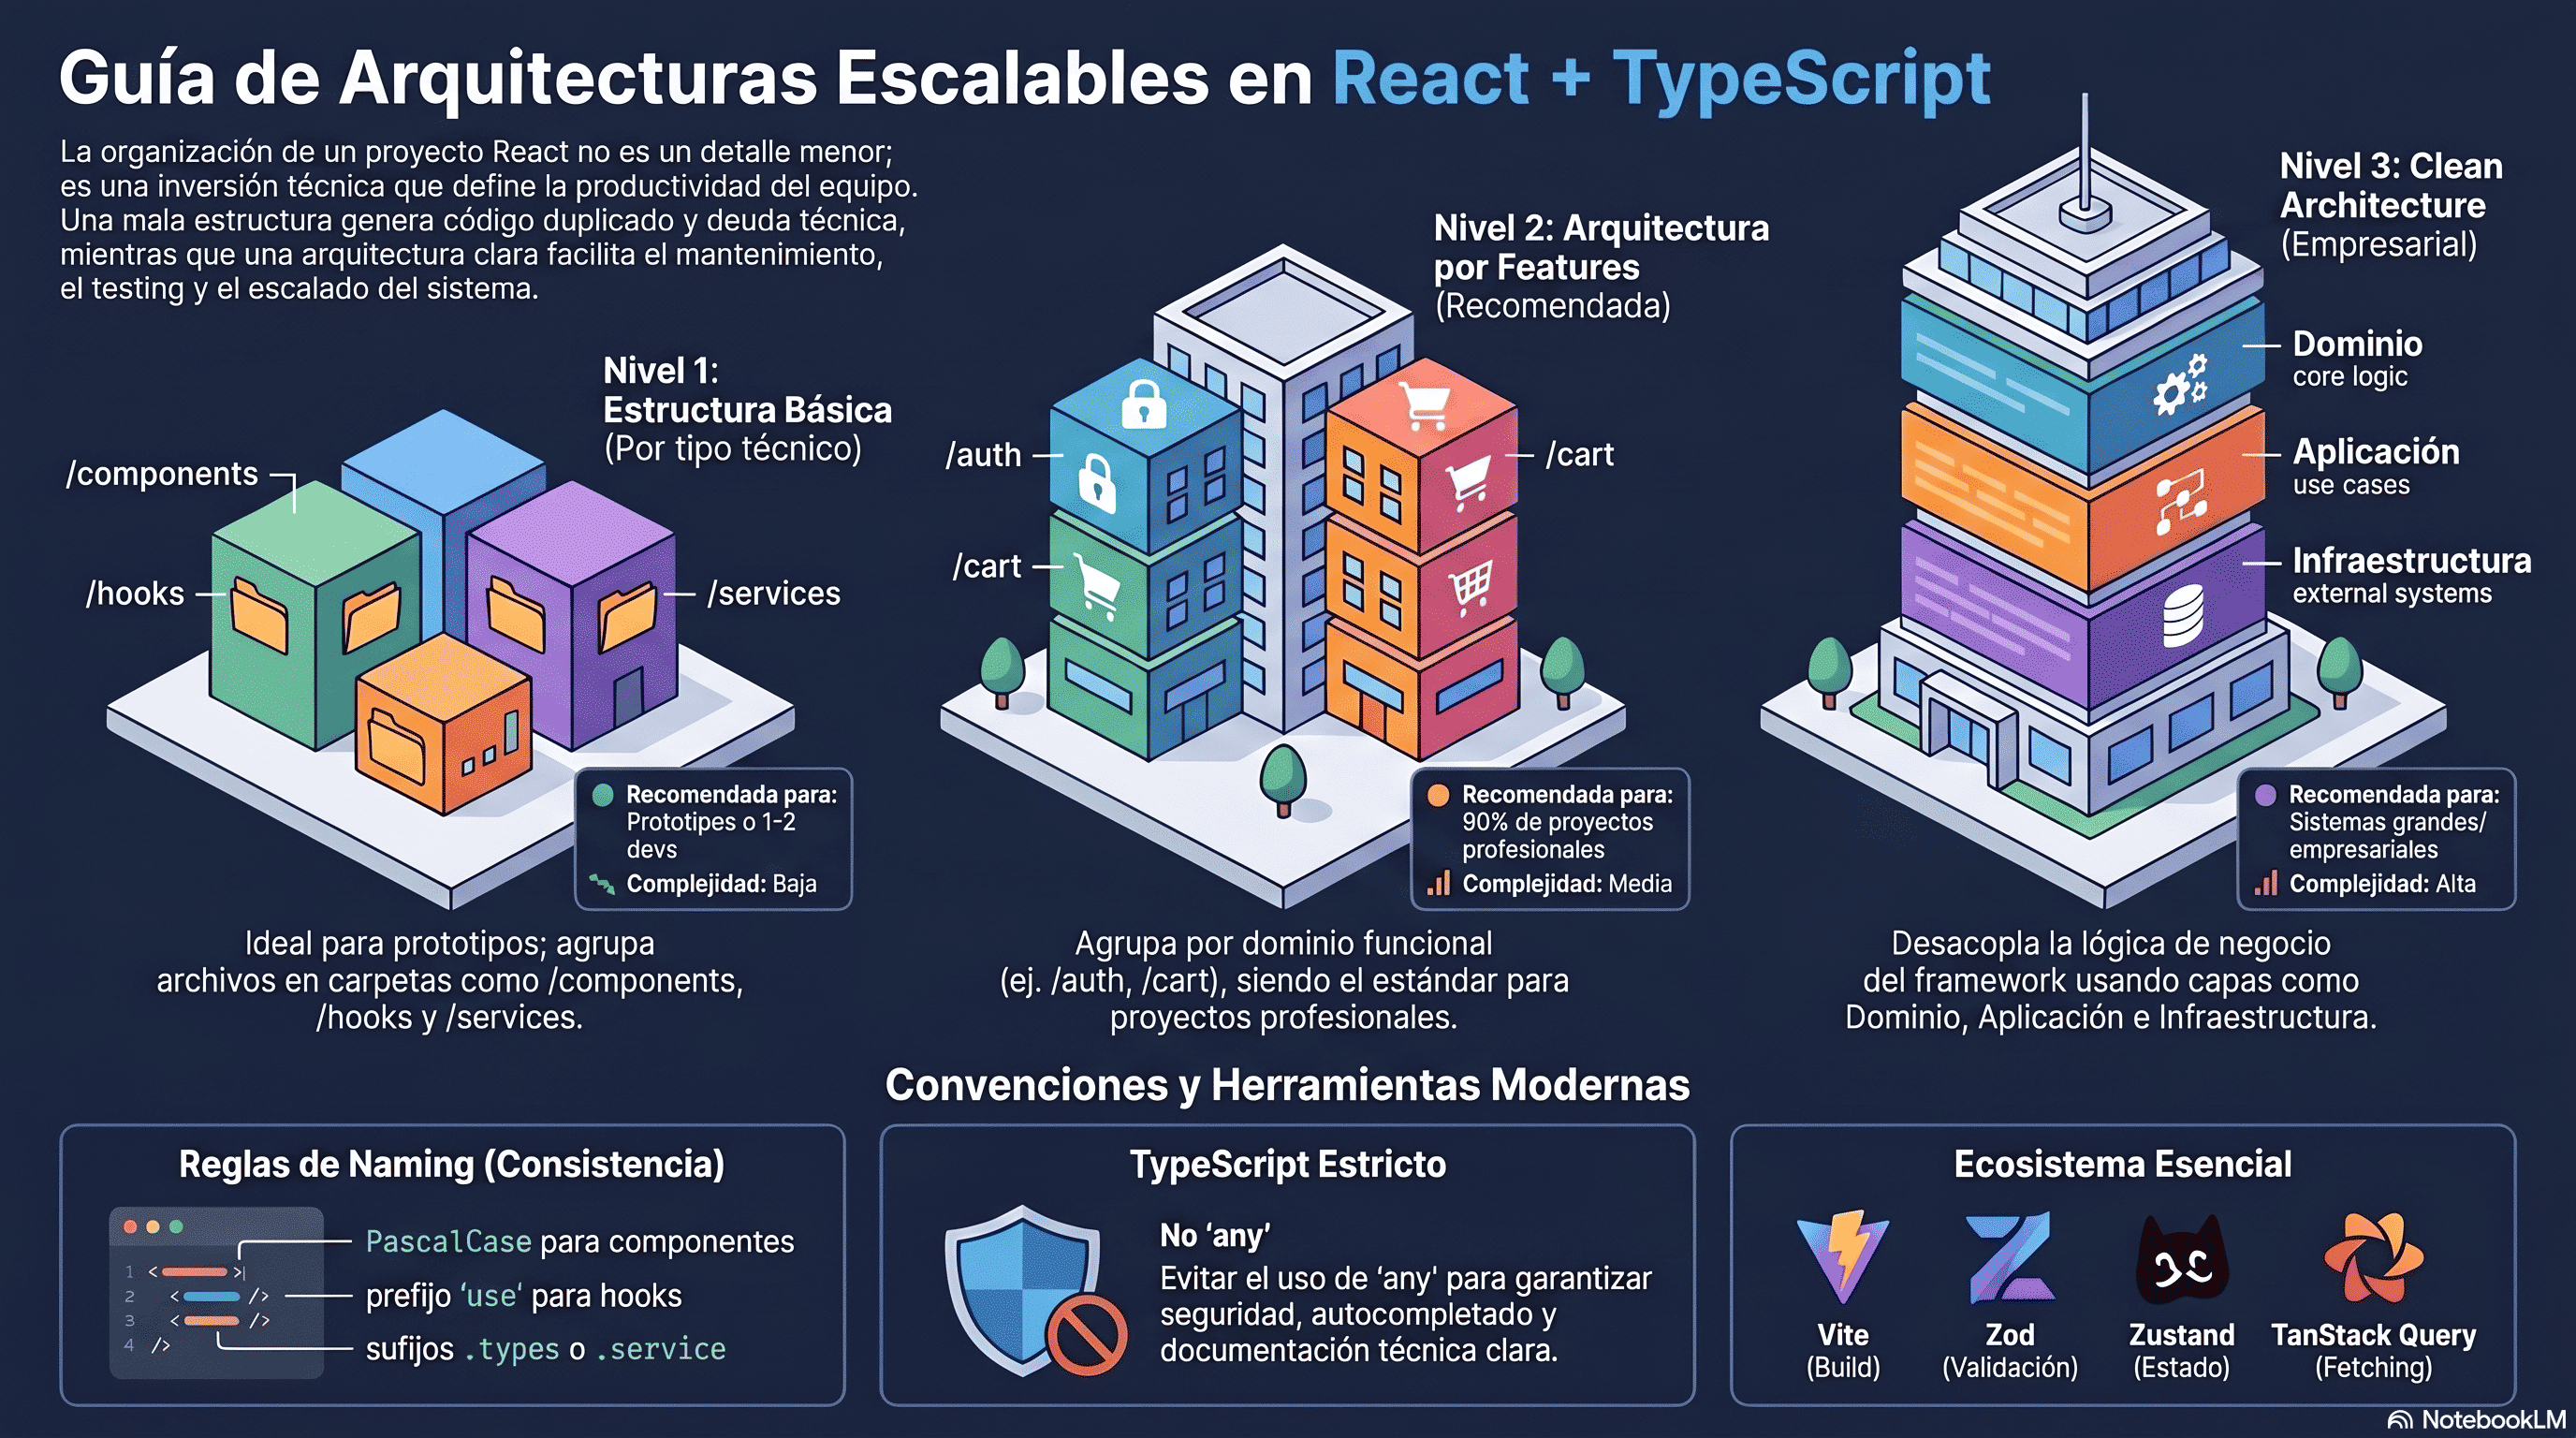 Guía de Arquitecturas Escalables en React + TypeScript
La organización de un proyecto React no es un detalle menor;
es una inversión técnica que define la productividad del equipo.
Una mala estructura genera código duplicado y deuda técnica,
mientras que una arquitectura clara facilita el mantenimiento,
el testing y el escalado del sistema.
Nivel 1:
Estructura Básica
(Por tipo técnico)
/components
/hooks
/services
Recomendada para:
Prototipes o 1-2
devs
Complejidad: Baja
Ideal para prototipos; agrupa
archivos en carpetas como /components,
/hooks y /services.
Nivel 2: Arquitectura
por Features
(Recomendada)
/auth
/cart
/cart
Recomendada para:
90% de proyectos
profesionales
Complejidad: Media
Agrupa por dominio funcional
(ej. /auth, /cart), siendo el estándar para
proyectos profesionales.
Nivel 3: Clean
Architecture
(Empresarial)
Dominio
core logic
Aplicación
use cases
Infraestructura
external systems
Recomendada para:
Sistemas grandes/
empresariales
Complejidad: Alta
Desacopla la lógica de negocio
del framework usando capas como
Dominio, Aplicación e Infraestructura.
Convenciones y Herramientas Modernas
Reglas de Naming (Consistencia)
1 < >|
2 < />
3 < />
4 />
PascalCase para componentes
prefijo ‘use‘ para hooks
sufijos .types o .service
TypeScript Estricto
No ‘any’
Evitar el uso de ‘any' para garantizar
seguridad, autocompletado y
documentación técnica clara.
Ecosistema Esencial
Vite
(Build)
Zod
(Validación)
Zustand
(Estado)
TanStack Query
(Fetching)
NotebookLM